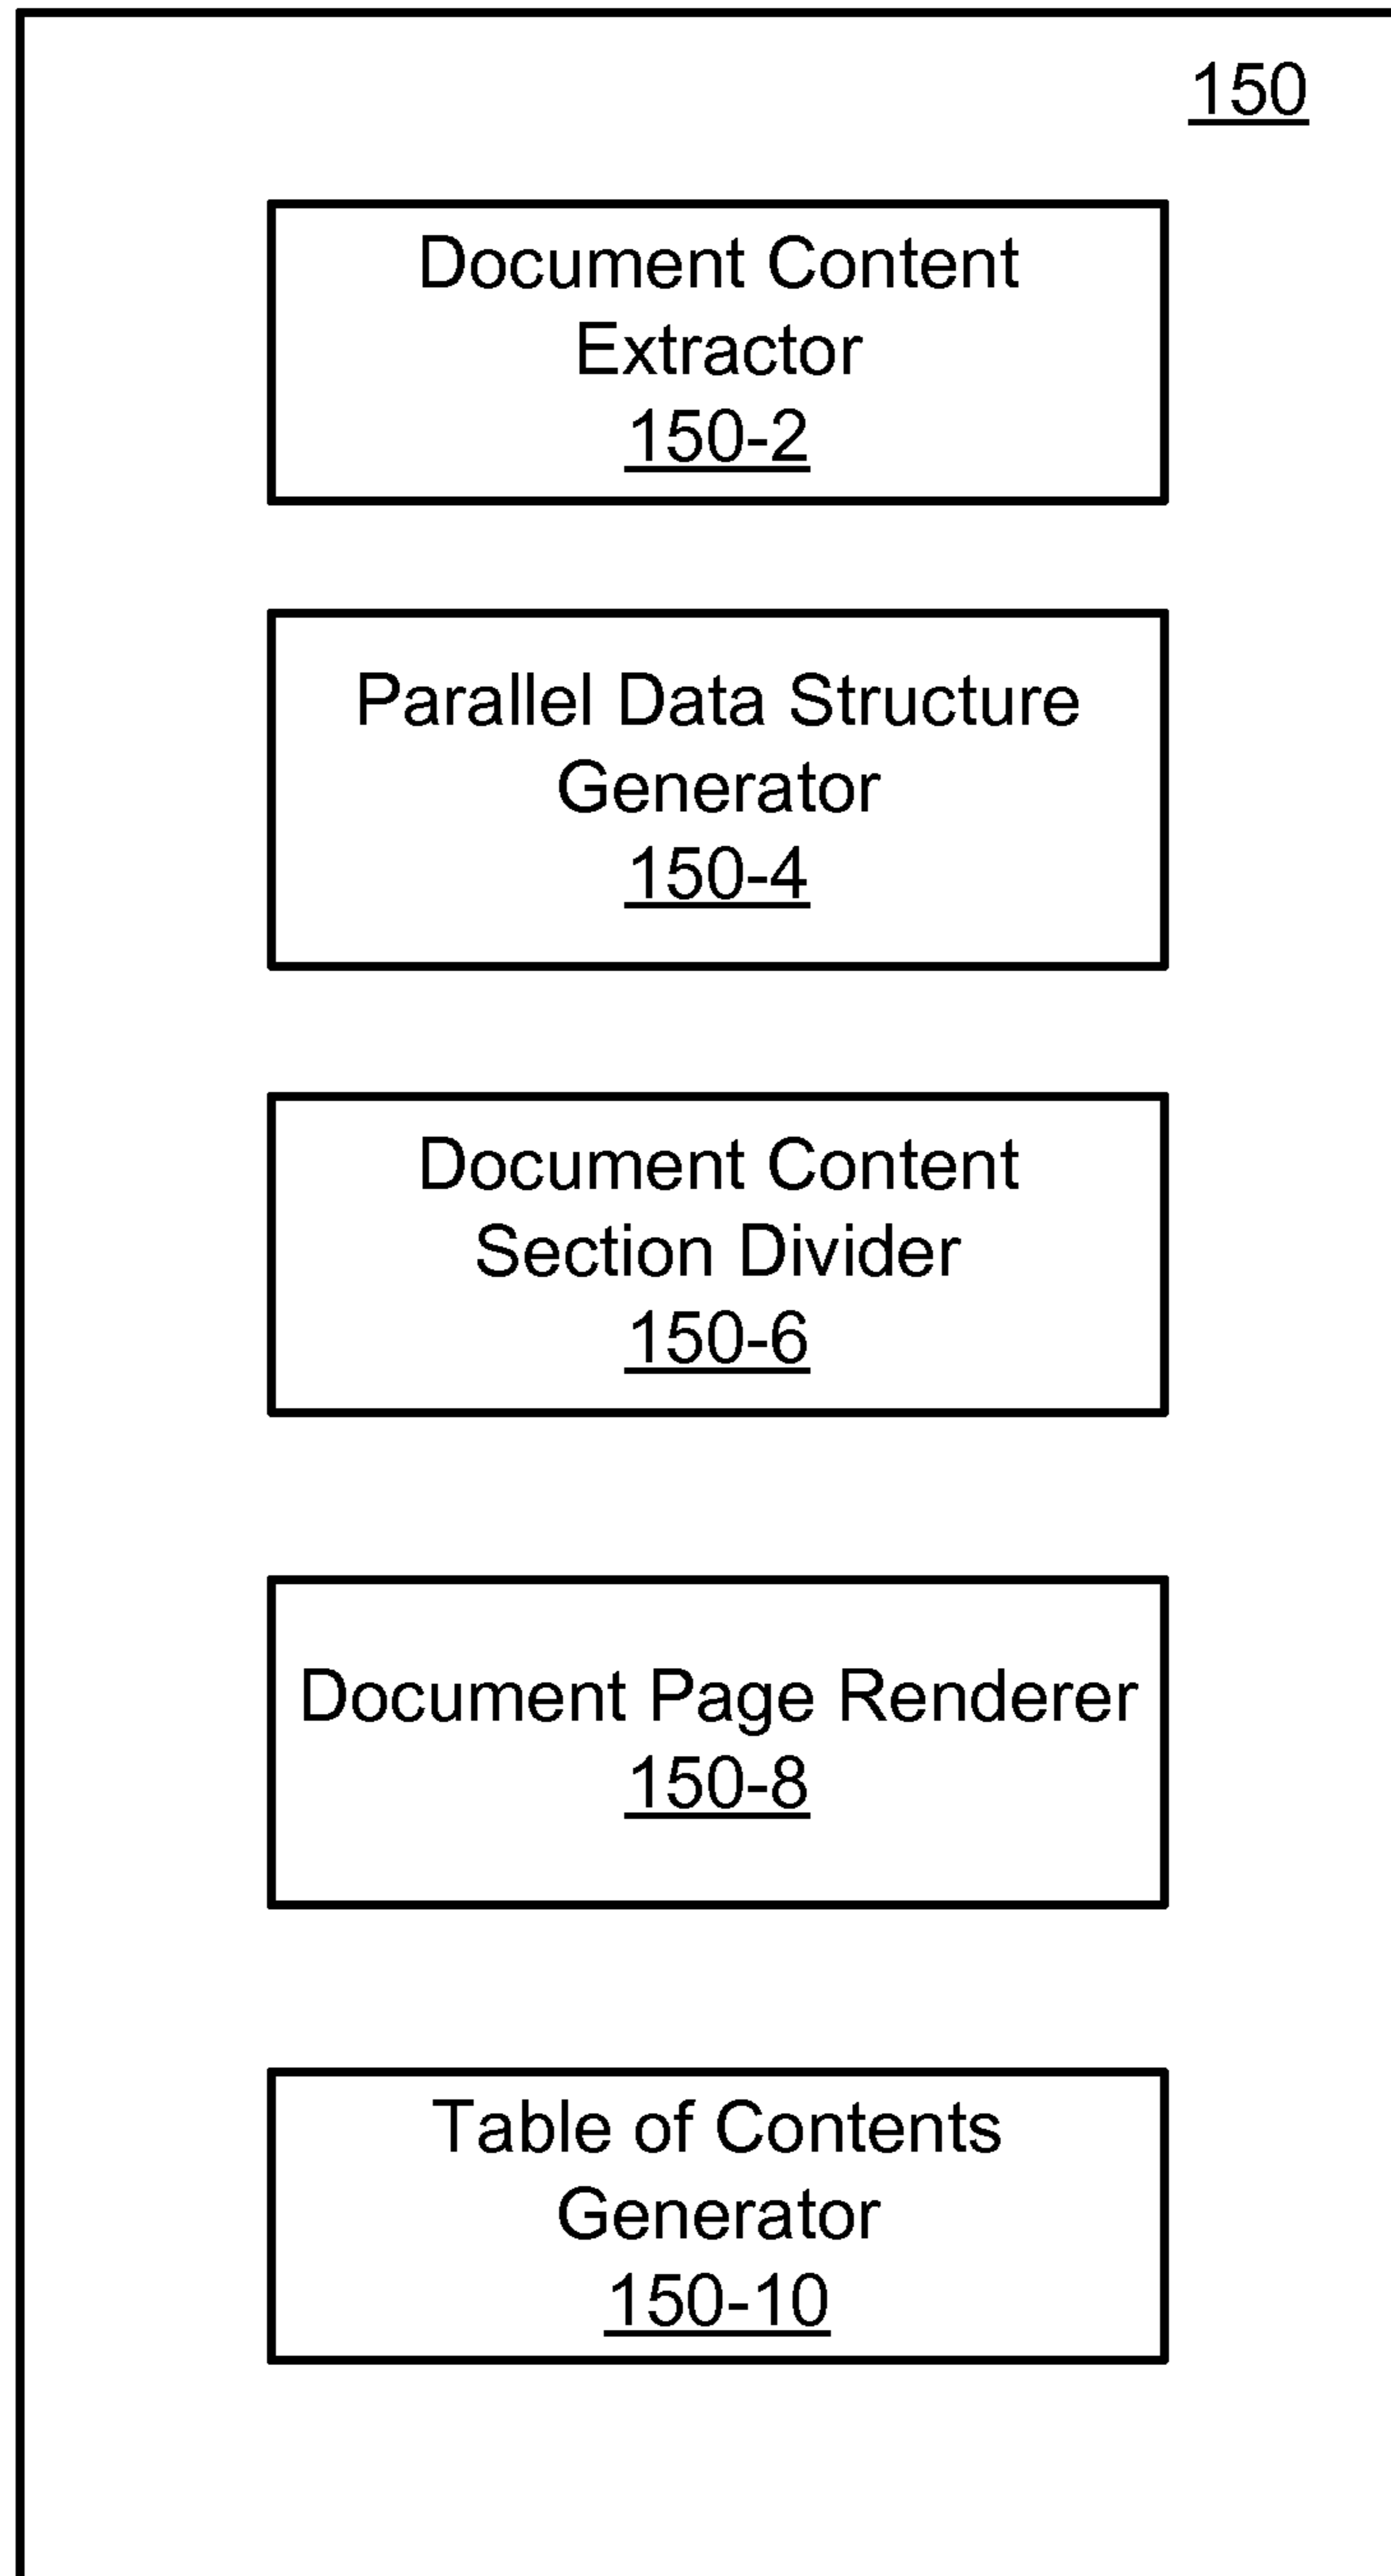 150
Document Content
Extractor
150-2
Parallel Data Structure
Generator
150-4
Document Content
Section Divider
150-6
Document Page Renderer
150-8
Table of Contents
Generator
150-10